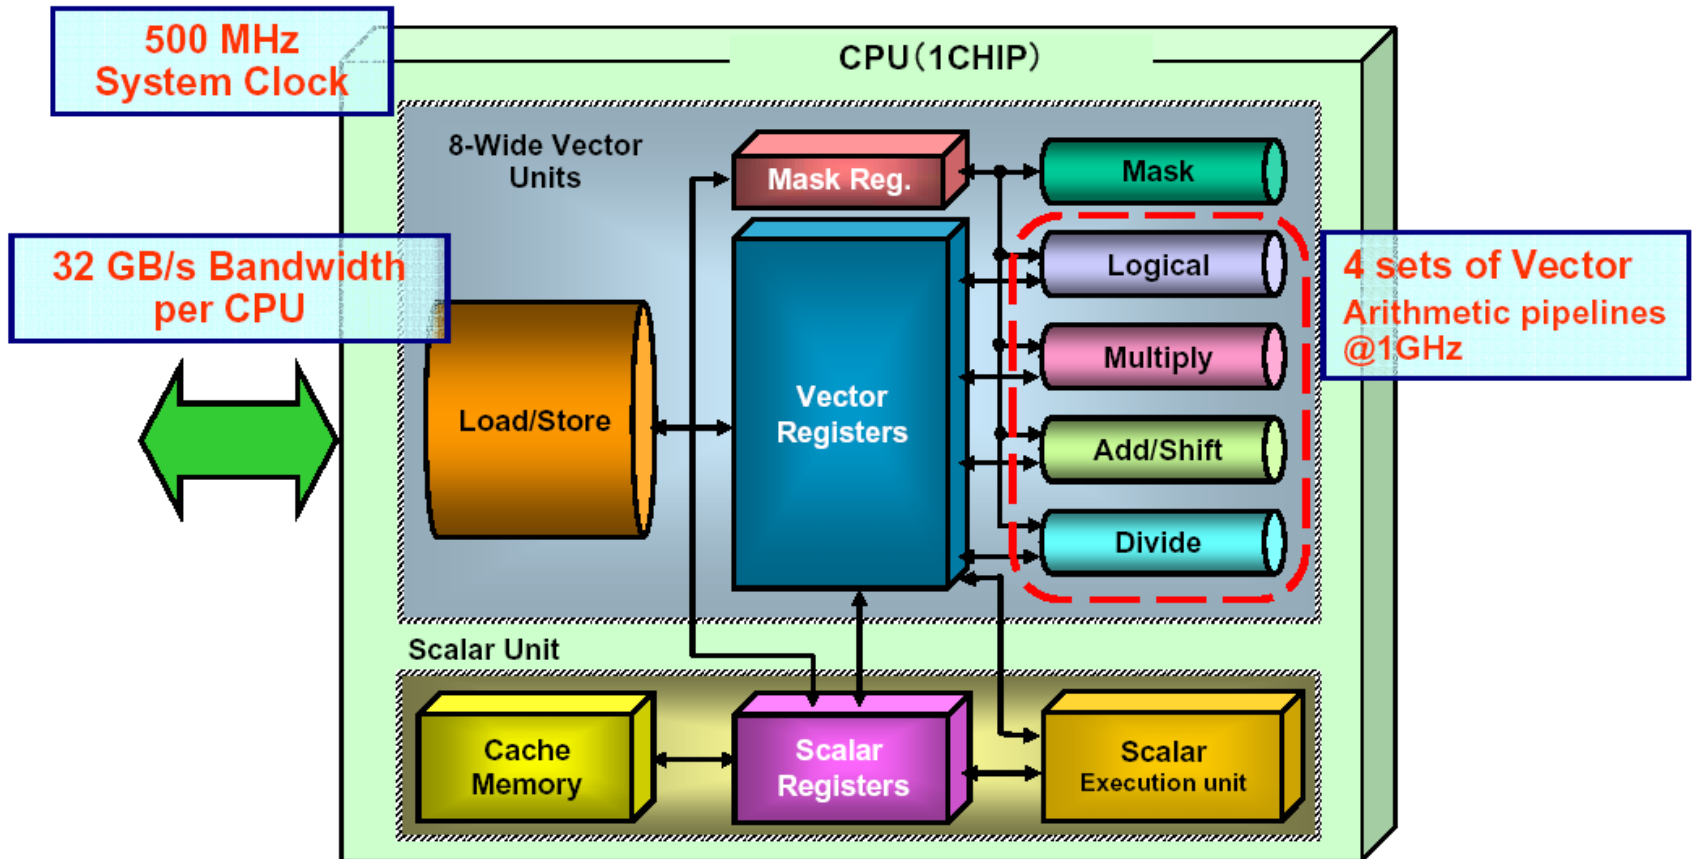 500 MHz
System Clock
CPU(1CHIP)
8-Wide Vector
Units
Mask Reg.
Mask
32 GB/s Bandwidth
per CPU
Logical
4 sets of Vector
Arithmetic pipelines
@1GHz
Multiply
Load/Store
Vector
Registers
Add/Shift
Divide
Scalar Unit
Cache
Memory
Scalar
Registers
Scalar
Execution unit